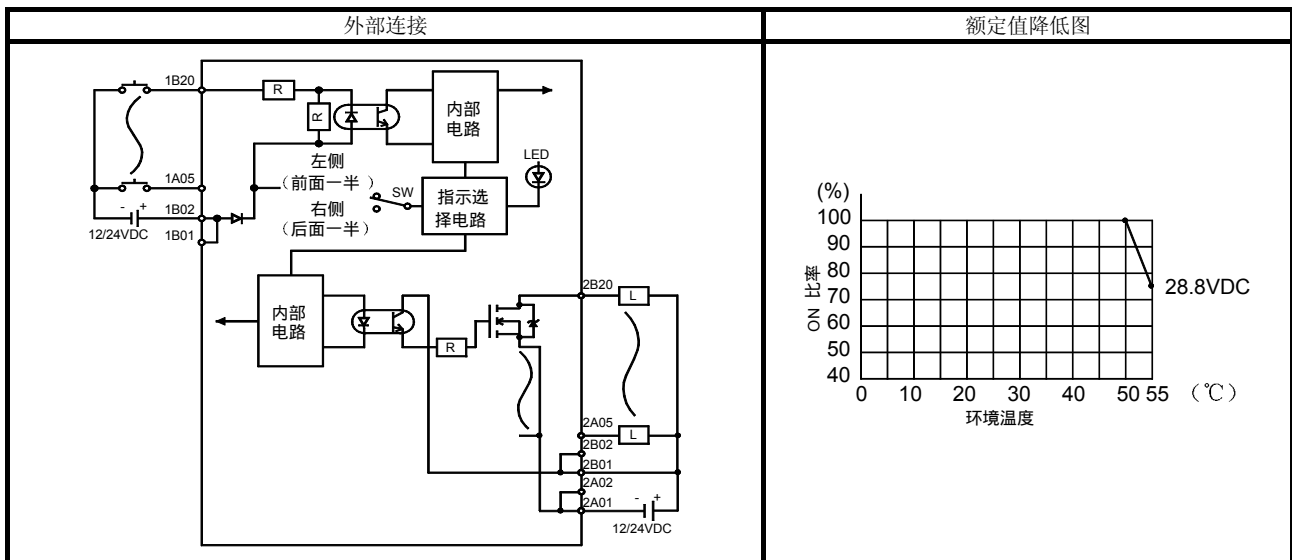 外部连接
额定值降低图
1B20
R
R
内部
电路
LED
左侧
（前面一半）
1A05
SW
指示选
择电路
右侧
（后面一半）
- +
1B02
12/24VDC
1B01
内部
电路
R
2B20
L
2A05
L
2B02
2B01
2A02
2A01
- +
12/24VDC
(%)
100
90
80
70
60
50
40
ON 比率
28.8VDC
0 10 20 30 40 50 55 （℃）
环境温度